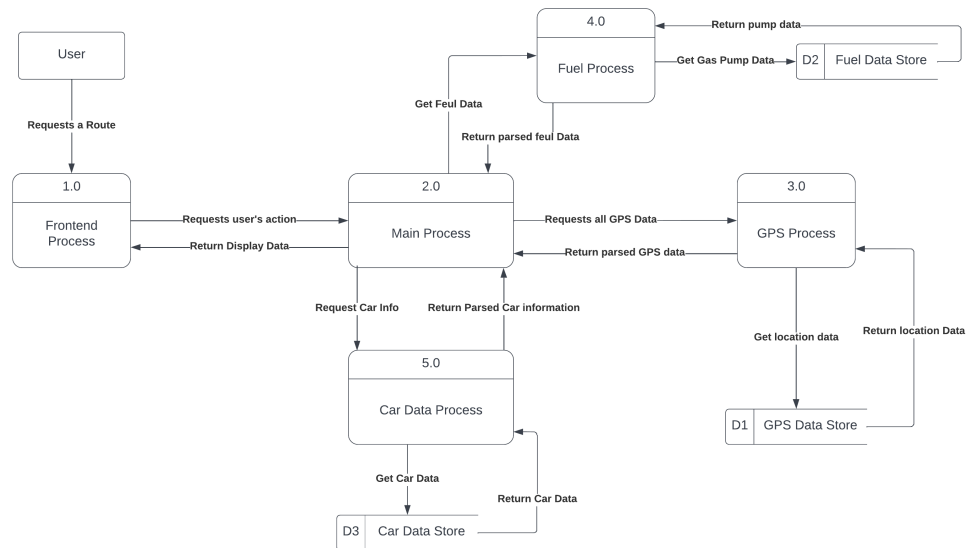 4.0
Return pump data
User
Fuel Process
Get Gas Pump Data
D2
Fuel Data Store
Get Feul Data
Requests a Route
Return parsed feul Data
1.0
2.0
3.0
Frontend
Process
Requests user's action
Main Process
Requests all GPS Data
GPS Process
Return Display Data
Return parsed GPS data
Request Car Info
Return Parsed Car information
Get location data
Return location Data
5.0
Car Data Process
D1
GPS Data Store
Get Car Data
Return Car Data
D3
Car Data Store